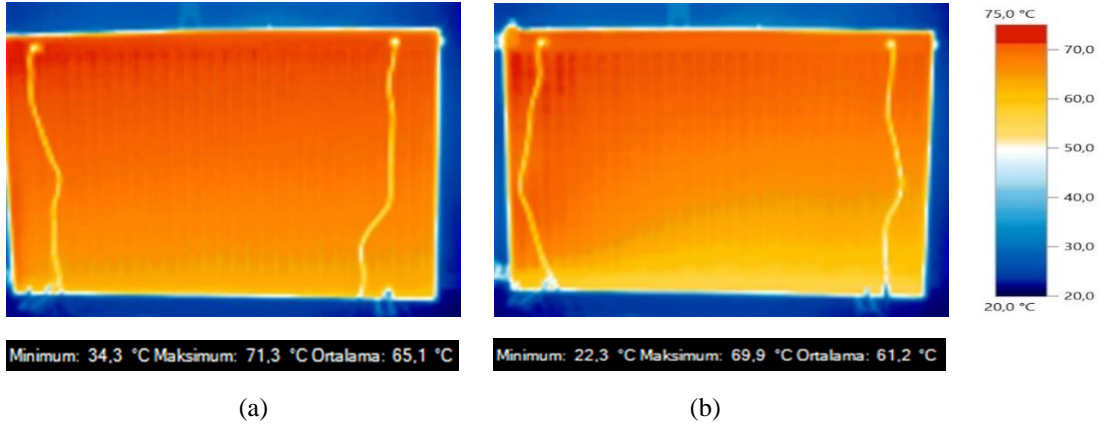 75,0 °C
70,0
60,0
50,0
40,0
30,0
20,0
20,0 °C
Minimum: 34,3 °C Maksimum: 71,3 °C Ortalama: 65,1 °C
Minimum: 22,3 °C Maksimum: 69,9 °C Ortalama: 61,2 °C
(a)
(b)